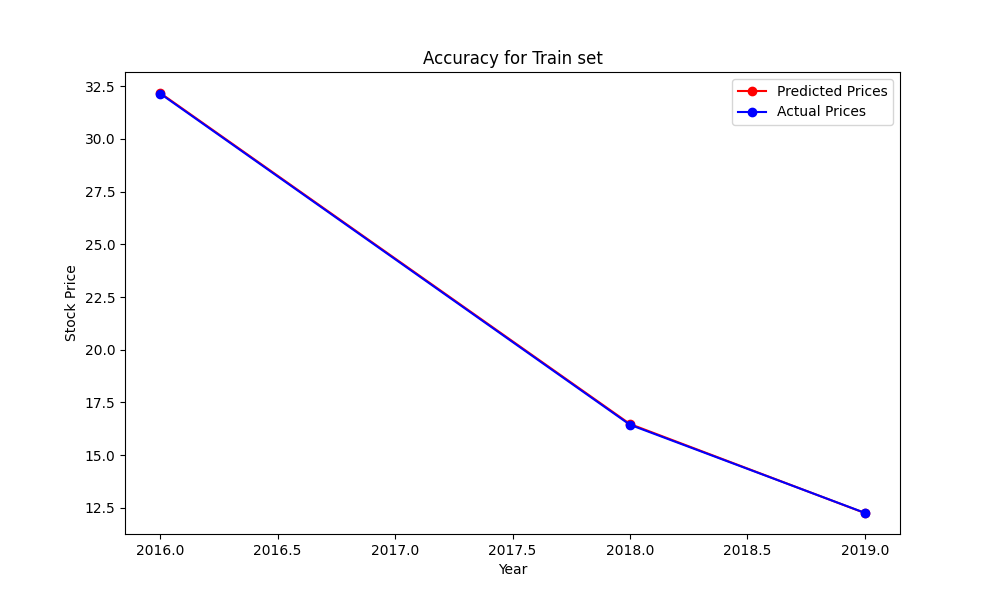 Accuracy for Train set
Predicted Prices
Actual Prices
32.5
30.0
27.5
25.0
22.5
20.0
17.5
15.0
12.5
Stock Price
2016.0 2016.5 2017.0 2017.5 2018.0 2018.5 2019.0
Year